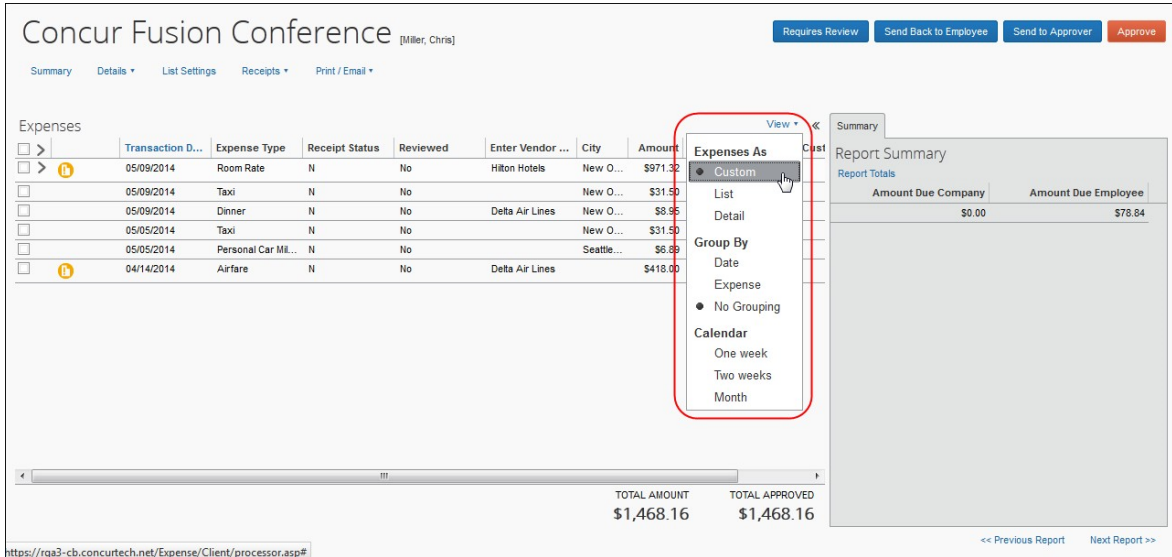 Concur Fusion Conference [Miller, Chris]
Requires Review Send Back to Employee Send to Approver Approve
Summary Details List Settings Receipts Print / Email
Expenses
View
Transaction D... Expense Type Receipt Status Reviewed Enter Vendor ... City Amount Cust
05/09/2014 Room Rate N No Hilton Hotels New O... $971.32
05/09/2014 Taxi N No New O... $31.50
05/09/2014 Dinner N No Delta Air Lines New O... $8.95
05/05/2014 Taxi N No New O... $31.50
05/05/2014 Personal Car Mil... N No Seattle... $6.89
04/14/2014 Airfare N No Delta Air Lines $418.00
Expenses As
Custom
List
Detail
Group By
Date
Expense
No Grouping
Calendar
One week
Two weeks
Month
Summary
Report Summary
Report Totals
Amount Due Company Amount Due Employee
$0.00 $78.84
TOTAL AMOUNT TOTAL APPROVED
$1,468.16 $1,468.16
<< Previous Report Next Report >>
https://rqa3-cb.concurtech.net/Expense/Client/processor.asp#